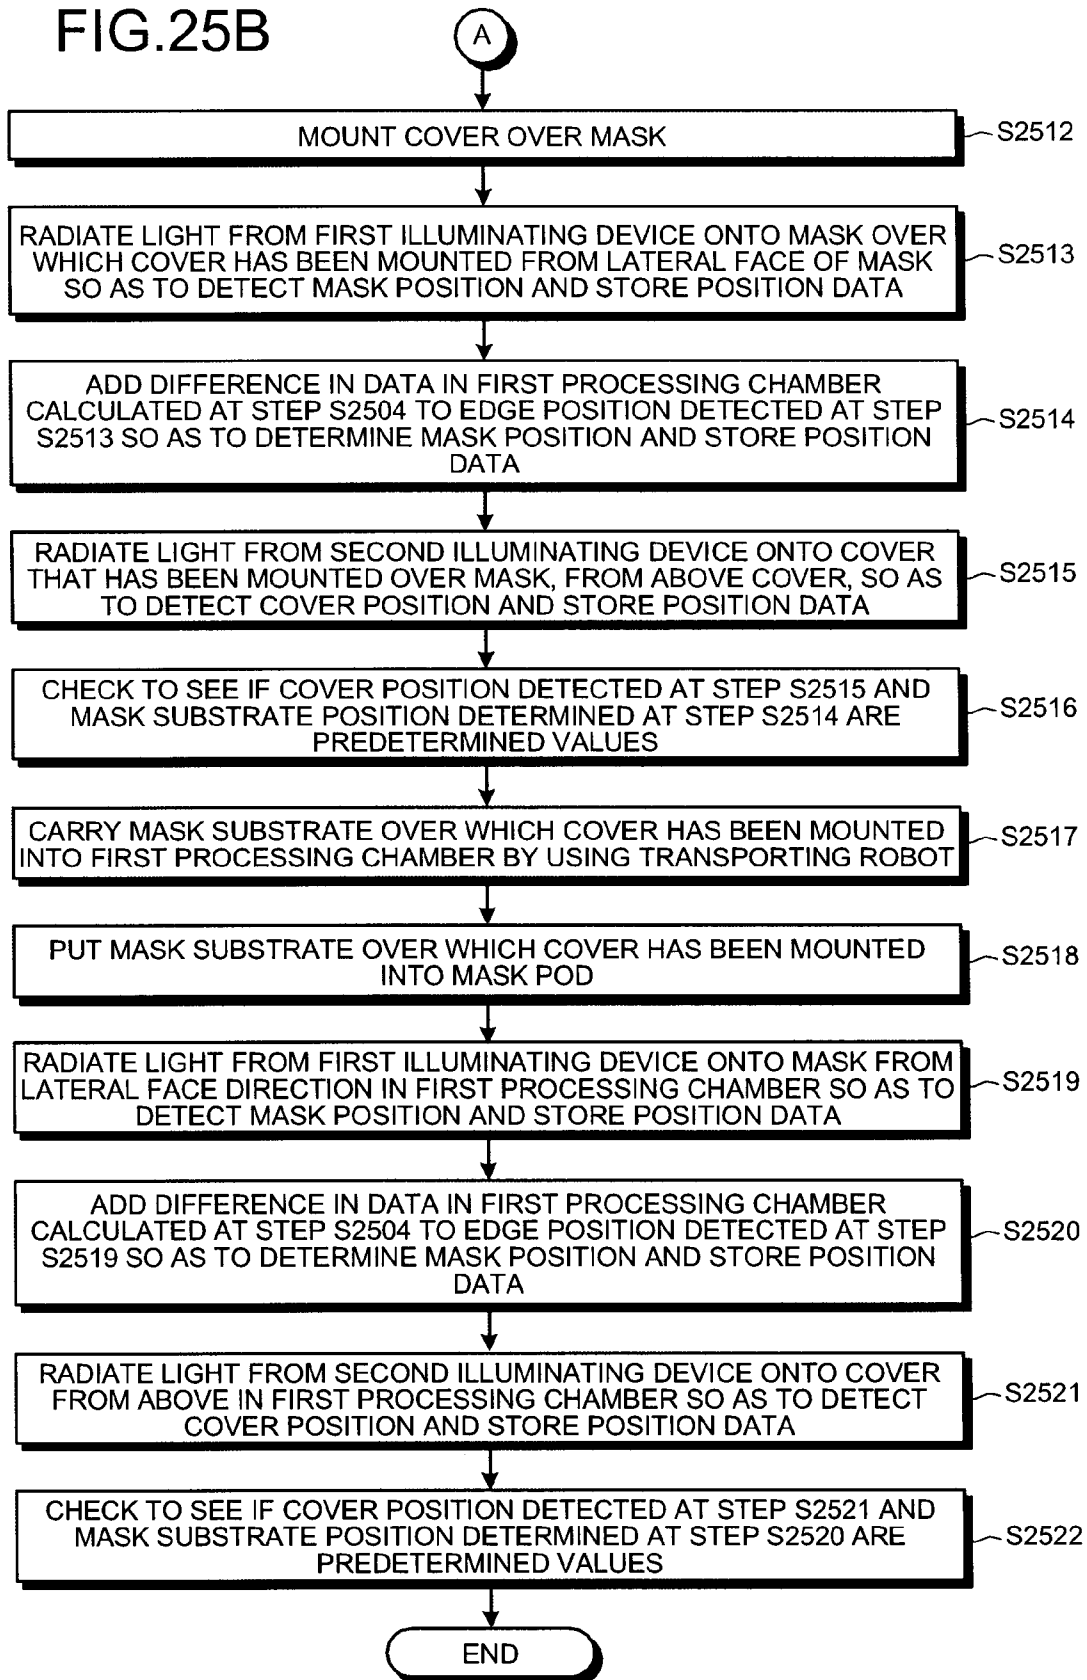 FIG.25B
A
MOUNT COVER OVER MASK
S2512
RADIATE LIGHT FROM FIRST ILLUMINATING DEVICE ONTO MASK OVER
WHICH COVER HAS BEEN MOUNTED FROM LATERAL FACE OF MASK
SO AS TO DETECT MASK POSITION AND STORE POSITION DATA
S2513
ADD DIFFERENCE IN DATA IN FIRST PROCESSING CHAMBER
CALCULATED AT STEP S2504 TO EDGE POSITION DETECTED AT STEP
S2513 SO AS TO DETERMINE MASK POSITION AND STORE POSITION
DATA
S2514
RADIATE LIGHT FROM SECOND ILLUMINATING DEVICE ONTO COVER
THAT HAS BEEN MOUNTED OVER MASK, FROM ABOVE COVER, SO AS
TO DETECT COVER POSITION AND STORE POSITION DATA
S2515
CHECK TO SEE IF COVER POSITION DETECTED AT STEP S2515 AND
MASK SUBSTRATE POSITION DETERMINED AT STEP S2514 ARE
PREDETERMINED VALUES
S2516
CARRY MASK SUBSTRATE OVER WHICH COVER HAS BEEN MOUNTED
INTO FIRST PROCESSING CHAMBER BY USING TRANSPORTING ROBOT
S2517
PUT MASK SUBSTRATE OVER WHICH COVER HAS BEEN MOUNTED
INTO MASK POD
S2518
RADIATE LIGHT FROM FIRST ILLUMINATING DEVICE ONTO MASK FROM
LATERAL FACE DIRECTION IN FIRST PROCESSING CHAMBER SO AS TO
DETECT MASK POSITION AND STORE POSITION DATA
S2519
ADD DIFFERENCE IN DATA IN FIRST PROCESSING CHAMBER
CALCULATED AT STEP S2504 TO EDGE POSITION DETECTED AT STEP
S2519 SO AS TO DETERMINE MASK POSITION AND STORE POSITION
DATA
S2520
RADIATE LIGHT FROM SECOND ILLUMINATING DEVICE ONTO COVER
FROM ABOVE IN FIRST PROCESSING CHAMBER SO AS TO DETECT
COVER POSITION AND STORE POSITION DATA
S2521
CHECK TO SEE IF COVER POSITION DETECTED AT STEP S2521 AND
MASK SUBSTRATE POSITION DETERMINED AT STEP S2520 ARE
PREDETERMINED VALUES
S2522
END